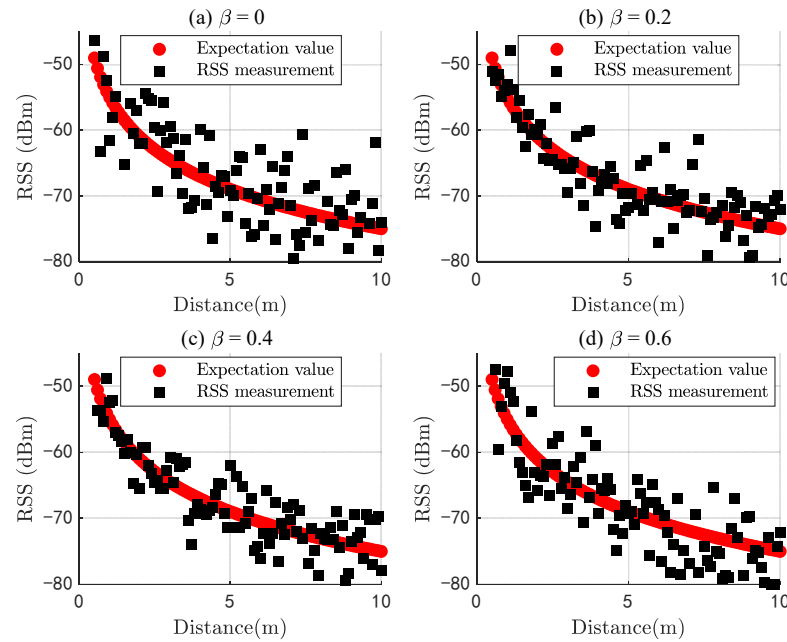 (a) β = 0
Expectation value
RSS measurement
−50
−60
−70
−80
RSS (dBm)
0
5
10
Distance(m)
(b) β = 0.2
Expectation value
RSS measurement
−50
−60
−70
−80
RSS (dBm)
0
5
10
Distance(m)
(c) β = 0.4
Expectation value
RSS measurement
−50
−60
−70
−80
RSS (dBm)
0
5
10
Distance(m)
(d) β = 0.6
Expectation value
RSS measurement
−50
−60
−70
−80
RSS (dBm)
0
5
10
Distance(m)